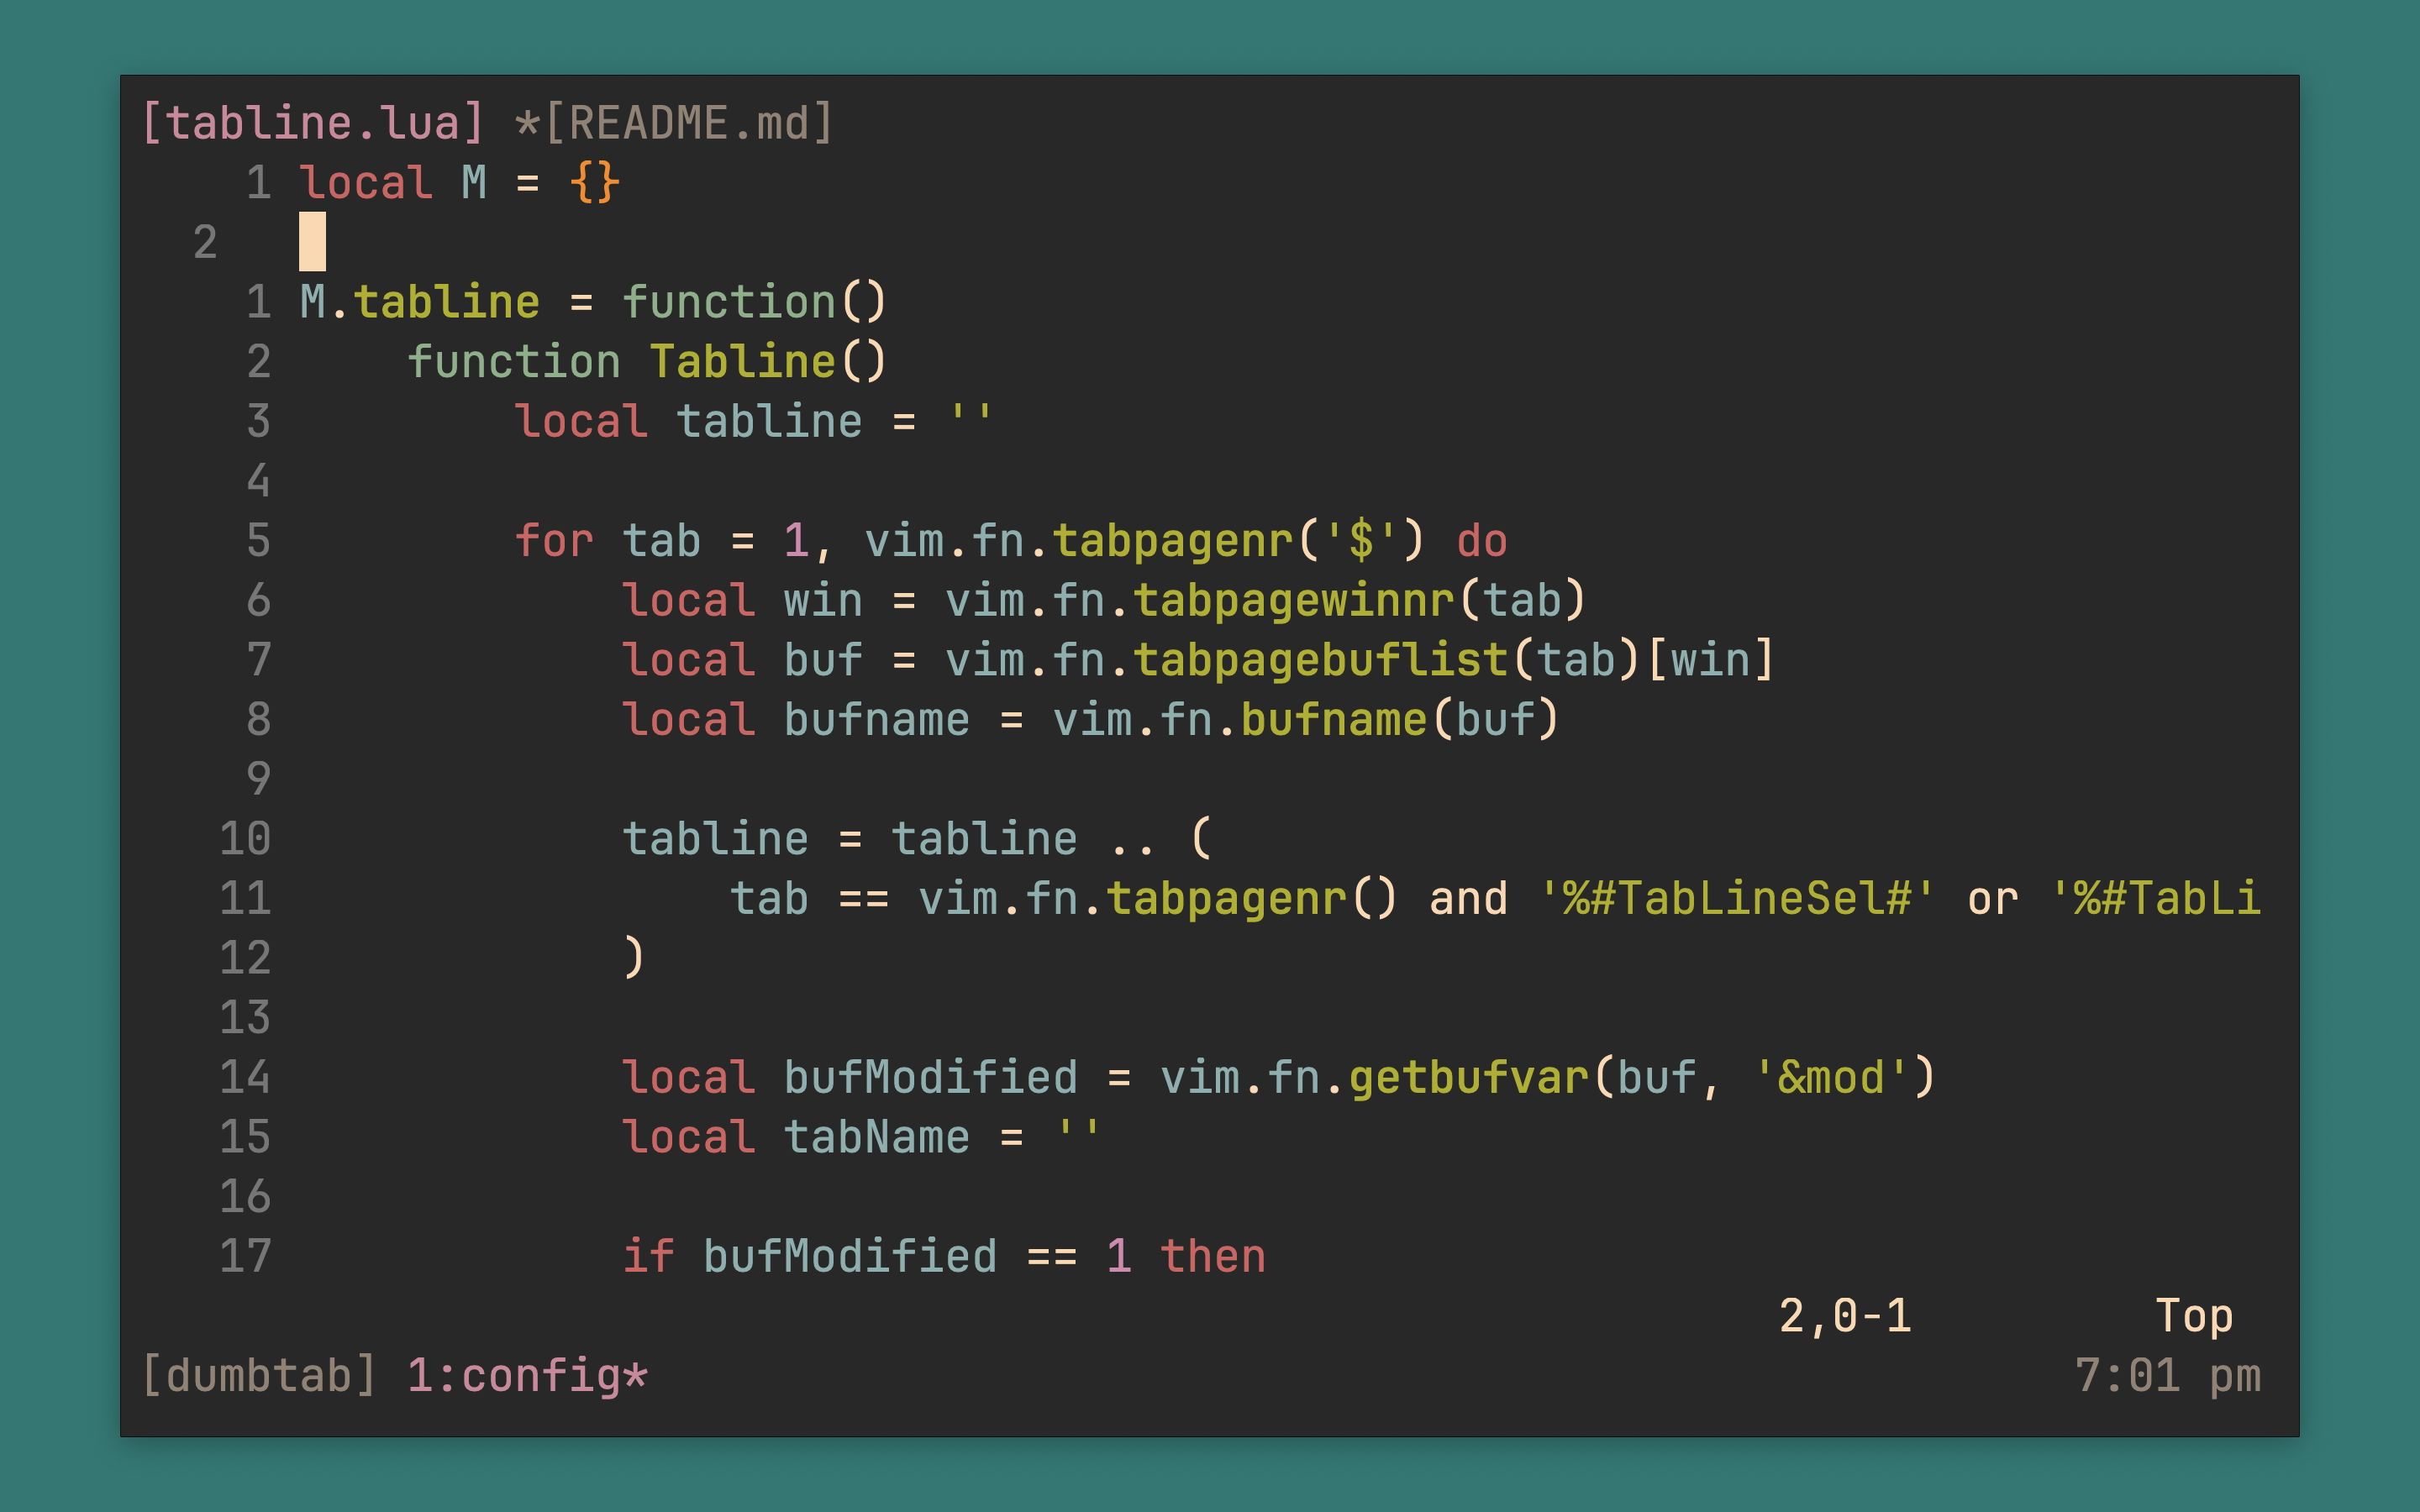 [tabline.lua] *[README.md]
1 local M = {}
2
1 M.tabline = function()
2 function Tabline()
3 local tabline = ''
4
5 for tab = 1, vim.fn.tabpagenr('$') do
6 local win = vim.fn.tabpagewinnr(tab)
7 local buf = vim.fn.tabpagebuflist(tab)[win]
8 local bufname = vim.fn.bufname(buf)
9
10 tabline = tabline .. (
11 tab == vim.fn.tabpagenr() and '%#TabLineSel#' or '%#TabLi
12 )
13
14 local bufModified = vim.fn.getbufvar(buf, '&mod')
15 local tabName = ''
16
17 if bufModified == 1 then
2,0-1 Top
[dumbtab] 1:config* 7:01 pm